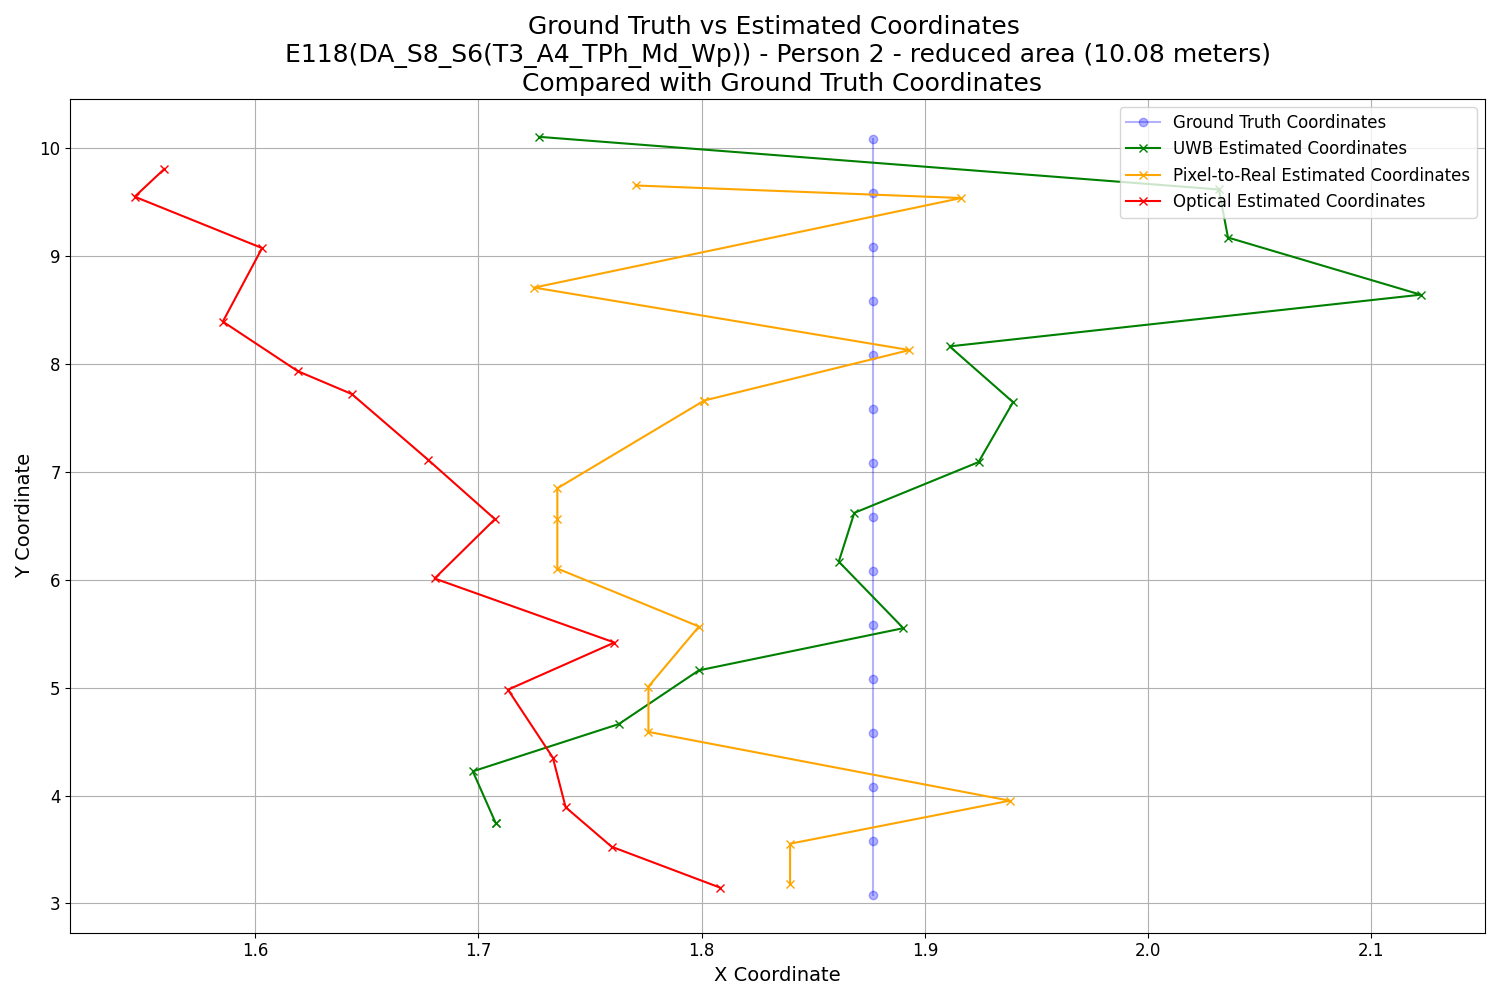 Ground Truth vs Estimated Coordinates
E118(DA_S8_S6(T3_A4_TPh_Md_Wp)) - Person 2 - reduced area (10.08 meters)
Compared with Ground Truth Coordinates
Ground Truth Coordinates
UWB Estimated Coordinates
Pixel-to-Real Estimated Coordinates
Optical Estimated Coordinates
Y Coordinate
10
9
8
7
6
5
4
3
1.6 1.7 1.8 1.9 2.0 2.1
X Coordinate